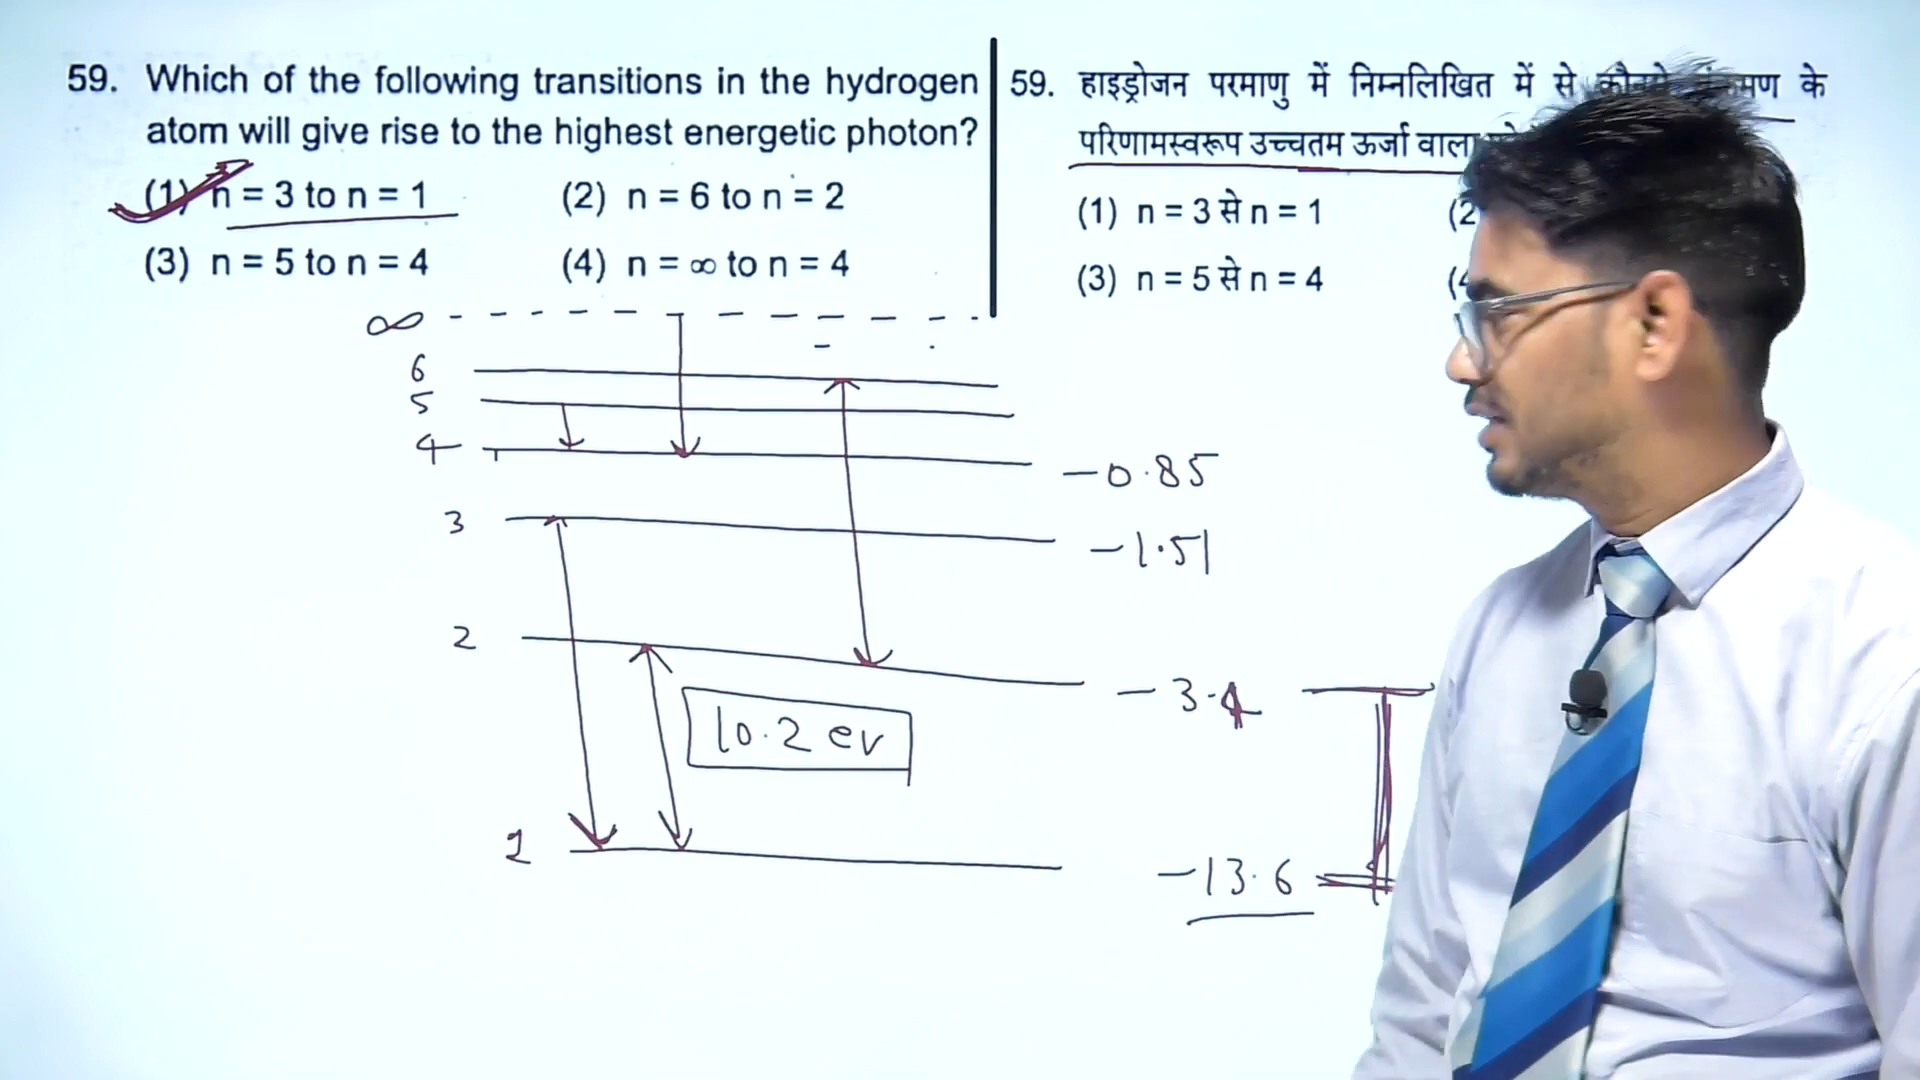 59. Which of the following transitions in the hydrogen
atom will give rise to the highest energetic photon?
(1) n = 3 to n = 1 (2) n = 6 to n = 2
(3) n = 5 to n = 4 (4) n = ∞ to n = 4
59. हाइड्रोजन परमाणु में निम्नलिखित में से के
परिणामस्वरूप उच्चतम ऊर्जा वाला
(1) n = 3 से n = 1 (2
(3) n = 5 से n = 4 (4
∞
6
5
4 -0.85
3 -1.51
2 -3.4
10.2 ev
1 -13.6